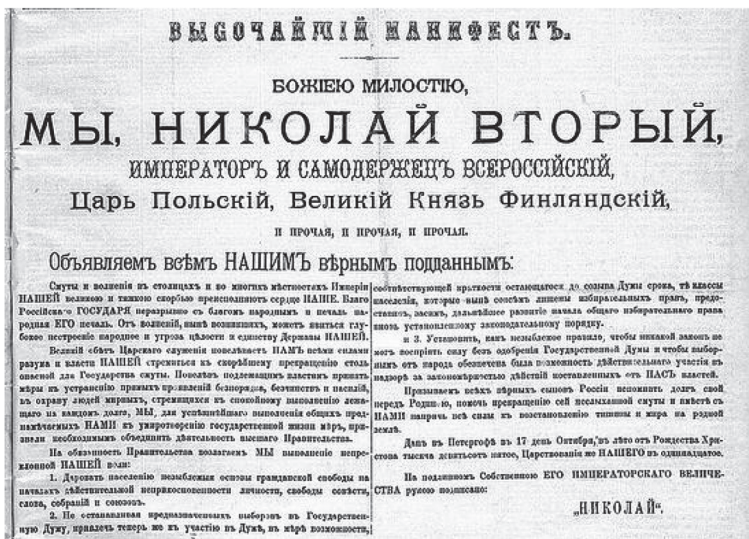 ВЫСОЧАЙШІЙ МАНИФЕСТЪ.
БОЖІЕЮ МИЛОСТІЮ,
МЫ, НИКОЛАЙ ВТОРЫЙ,
ИМПЕРАТОРЪ И САМОДЕРЖЕЦЪ ВСЕРОССІЙСКІЙ,
Царь Польскій, Великій Князь Финляндскій,
И ПРОЧАЯ, И ПРОЧАЯ, И ПРОЧАЯ.
Объявляемъ всѣмъ НАШИМЪ вѣрнымъ подданнымъ:
Смуты и волненія въ столицахъ и во многихъ мѣстностяхъ Имперіи
НАШЕЙ великою и тяжкою скорбью преисполняютъ сердце НАШЕ. Благо
Россійскаго ГОСУДАРЯ неразрывно съ благомъ народнымъ и печаль на-
родная ЕГО печаль. Отъ волненій, нынѣ возникшихъ, можетъ явиться глу-
бокое нестроеніе народное и угроза цѣлости и единству Державы НАШЕЙ.
Великій обѣтъ Царскаго служенія повелѣваетъ НАМЪ всѣми силами
разума и власти НАШЕЙ стремиться къ скорѣйшему прекращенію столь
опасной для Государства смуты. Повелѣвъ подлежащимъ властямъ принять
мѣры къ устраненію прямыхъ проявленій безпорядка, безчинствъ и насилій,
въ охрану людей мирныхъ, стремящихся къ спокойному выполненію лежа-
щаго на каждомъ долга, МЫ, для успѣшнѣйшаго выполненія общихъ пред-
намѣчаемыхъ НАМИ къ умиротворенію государственной жизни мѣръ, при-
знали необходимымъ объединить дѣятельность высшаго Правительства.
На обязанность Правительства возлагаемъ МЫ выполненіе непре-
клонной НАШЕЙ воли:
1. Даровать населенію незыблемыя основы гражданской свободы на
началахъ дѣйствительной неприкосновенности личности, свободы совѣсти,
слова, собраній и союзовъ.
2. Не останавливая предназначенныхъ выборовъ въ Государствен-
ную Думу, привлечь теперь же къ участію въ Думѣ, въ мѣрѣ возможности,
соотвѣтствующей краткости остающагося до созыва Думы срока, тѣ классы
населенія, которые нынѣ совсѣмъ лишены избирательныхъ правъ, предо-
ставивъ, засимъ, дальнѣйшее развитіе начала общаго избирательнаго права
вновь установленному законодательному порядку.
и 3. Установить, какъ незыблемое правило, чтобы никакой законъ не
могъ воспріять силу безъ одобренія Государственной Думы и чтобы выбор-
нымъ отъ народа обезпечена была возможность дѣйствительнаго участія въ
надзорѣ за закономѣрностью дѣйствій поставленныхъ отъ НАСЪ властей.
Призываемъ всѣхъ вѣрныхъ сыновъ Россіи вспомнить долгъ свой
передъ Родиною, помочь прекращенію сей неслыханной смуты и вмѣстѣ съ
НАМИ напрячь всѣ силы къ возстановленію тишины и мира на родной
землѣ.
Данъ въ Петергофѣ въ 17 день Октября, въ лѣто отъ Рождества Хри-
стова тысяча девятьсотъ пятое, Царствованія же НАШЕГО въ одиннадцатое.
На подлинномъ Собственною ЕГО ИМПЕРАТОРСКАГО ВЕЛИЧЕ-
СТВА рукою подписано:
„НИКОЛАЙ“.